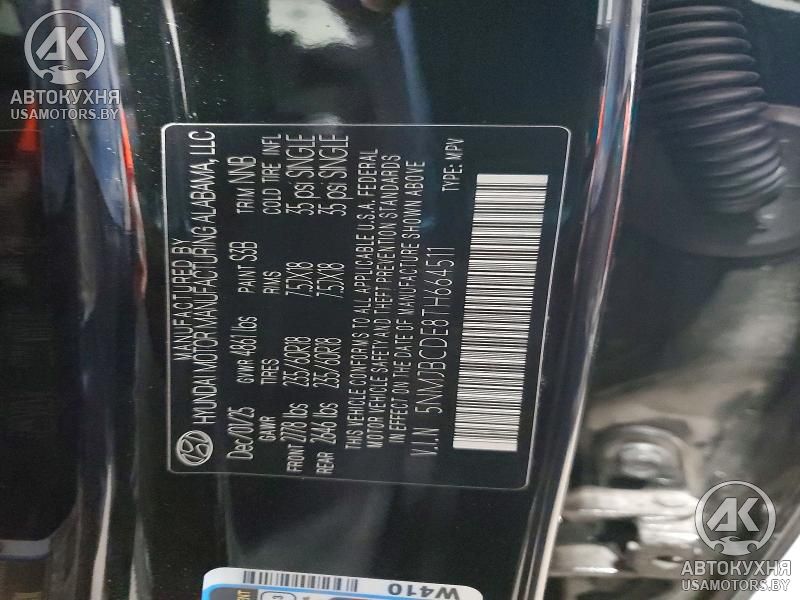 АВТОКУХНЯ
USAMOTORS.BY
MANUFACTURED BY
HYUNDAI MOTOR MANUFACTURING ALABAMA, LLC
Dec/01/25 GVWR 4861 lbs PAINT S3B TRIM NNB
GAWR TIRES RIMS COLD TIRE INFL
FRONT 2778 lbs 235/60R18 7.5JX18 35 psi SINGLE
REAR 2646 lbs 235/60R18 7.5JX18 35 psi SINGLE
THIS VEHICLE CONFORMS TO ALL APPLICABLE U.S.A. FEDERAL
MOTOR VEHICLE SAFETY AND THEFT PREVENTION STANDARDS
IN EFFECT ON THE DATE OF MANUFACTURE SHOWN ABOVE
V.I.N 5NMJBCDE8TH664511 TYPE: MPV
W410
АВТОКУХНЯ
USAMOTORS.BY